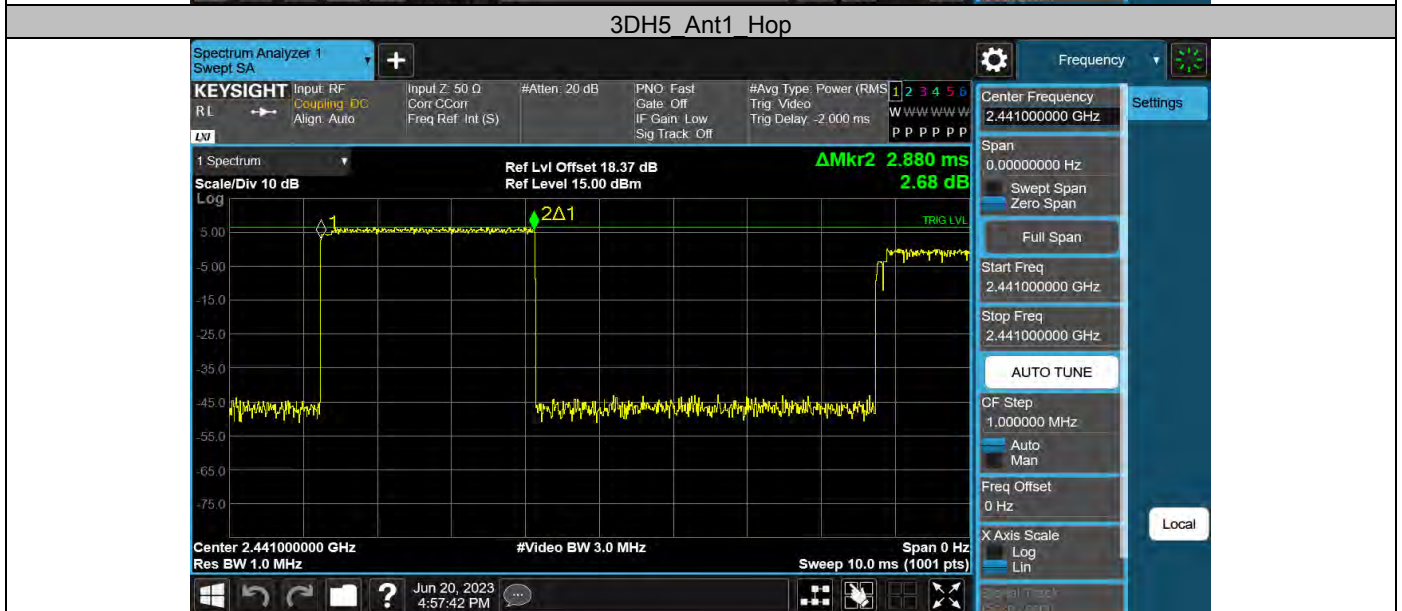 3DH5_Ant1_Hop
Spectrum Analyzer 1
Swept SA
+
Frequency
KEYSIGHT
RL
LXI
Input: RF
Coupling: DC
Align: Auto
Input Z: 50 Ω
Corr CCorr
Freq Ref: Int (S)
#Atten: 20 dB
PNO: Fast
Gate: Off
IF Gain: Low
Sig Track: Off
#Avg Type: Power (RMS
Trig: Video
Trig Delay: -2.000 ms
1 2 3 4 5 6
W W W W W W
P P P P P P
Center Frequency
2.441000000 GHz
Settings
1 Spectrum
Scale/Div 10 dB
Log
Ref Lvl Offset 18.37 dB
Ref Level 15.00 dBm
ΔMkr2 2.880 ms
2.68 dB
Span
0.00000000 Hz
Swept Span
Zero Span
Full Span
Start Freq
2.441000000 GHz
Stop Freq
2.441000000 GHz
AUTO TUNE
CF Step
1.000000 MHz
Auto
Man
Freq Offset
0 Hz
X Axis Scale
Log
Lin
Local
1
2Δ1
TRIG LVL
5.00
-5.00
-15.0
-25.0
-35.0
-45.0
-55.0
-65.0
-75.0
Center 2.441000000 GHz
Res BW 1.0 MHz
#Video BW 3.0 MHz
Span 0 Hz
Sweep 10.0 ms (1001 pts)
?
Jun 20, 2023
4:57:42 PM
Signal Track